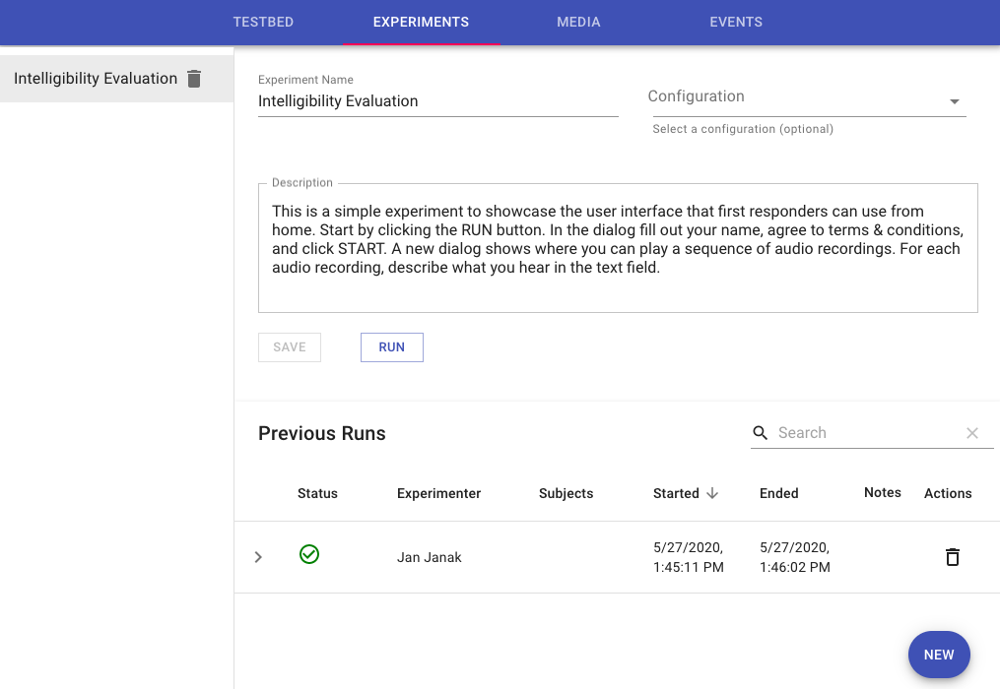 TESTBED EXPERIMENTS MEDIA EVENTS
Intelligibility Evaluation
Experiment Name
Intelligibility Evaluation
Configuration
Select a configuration (optional)
Description
This is a simple experiment to showcase the user interface that first responders can use from
home. Start by clicking the RUN button. In the dialog fill out your name, agree to terms & conditions,
and click START. A new dialog shows where you can play a sequence of audio recordings. For each
audio recording, describe what you hear in the text field.
SAVE RUN
Previous Runs
Search
Status Experimenter Subjects Started Ended Notes Actions
Jan Janak
5/27/2020,
1:45:11 PM
5/27/2020,
1:46:02 PM
NEW